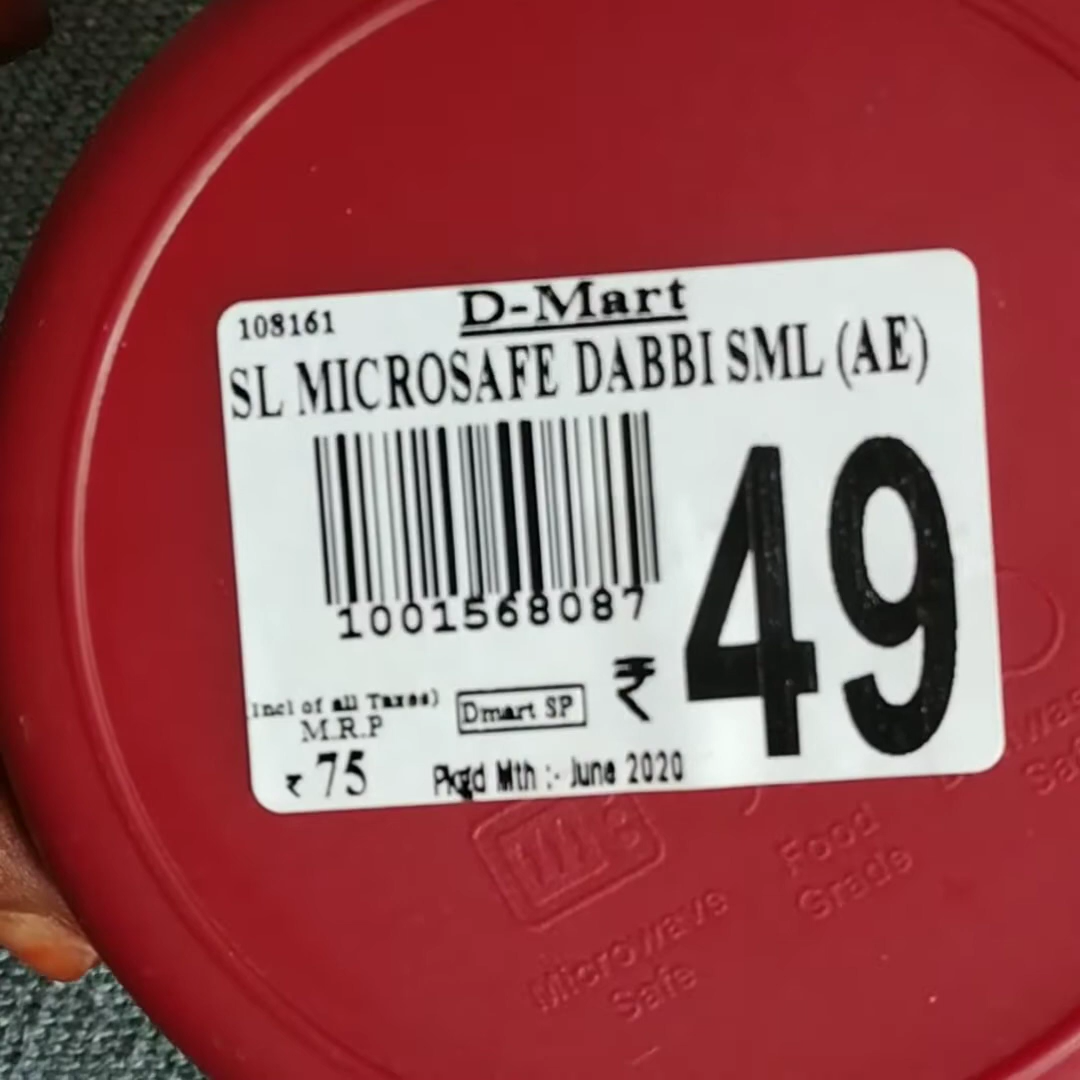 108161
D-Mart
SL MICROSAFE DABBI SML (AE)
1001568087
49
₹
Incl of all Taxes)
M.R.P
₹ 75
Dmart SP
Pkgd Mth :- June 2020
Microwave
Safe
Food
Grade